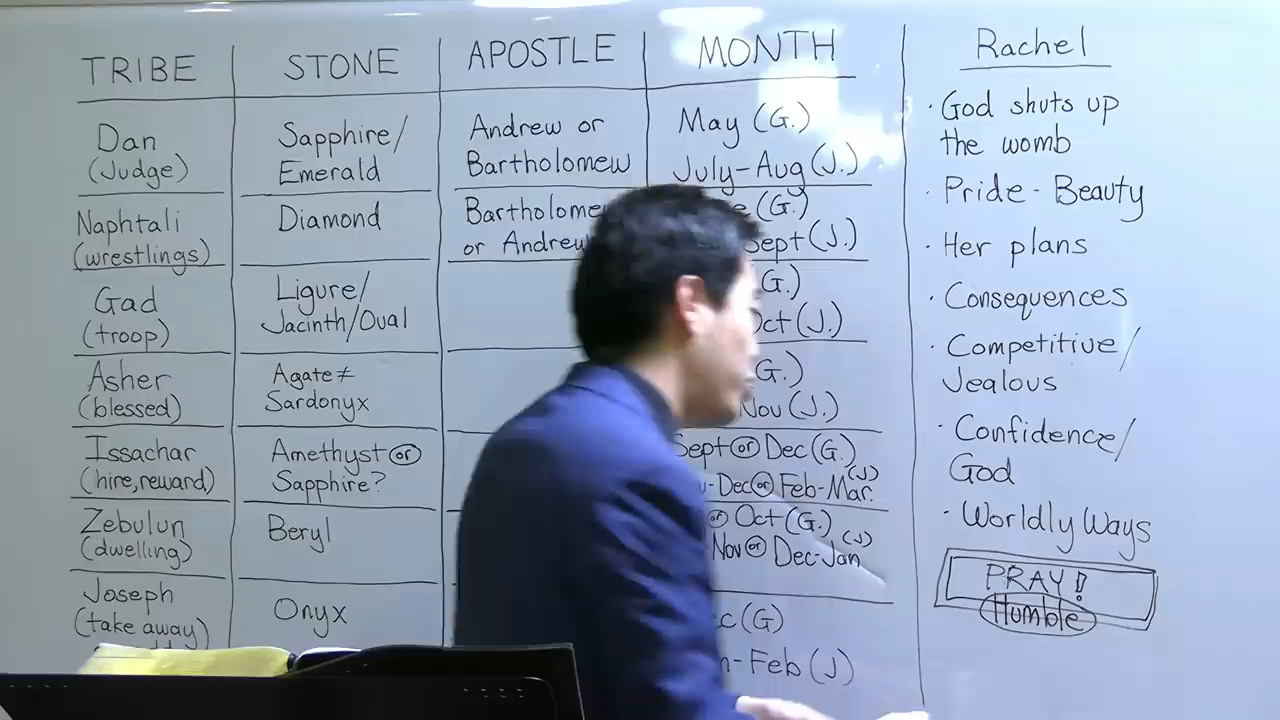 TRIBE STONE APOSTLE MONTH
Dan
(Judge)
Sapphire/
Emerald
Andrew or
Bartholomew
May (G.)
July-Aug (J.)
Naphtali
(wrestlings)
Diamond
or Andrew
(G.)
Sept (J.)
Gad
(troop)
Ligure/
Jacinth/Oval
G.)
Oct (J.)
Asher
(blessed)
Agate≠
Sardonyx
G.)
Nov (J.)
Issachar
(hire, reward)
Amethyst or
Sapphire?
Sept or Dec (G.)
-Dec or Feb-Mar. (J)
Zebulun
(dwelling)
Beryl
or Oct (G.)
Nov or Dec-Jan (J)
Joseph
(take away)
Onyx
(G)
-Feb (J)
Rachel
· God shuts up
the womb
· Pride - Beauty
· Her plans
· Consequences
· Competitive/
Jealous
· Confidence/
God
· Worldly Ways
PRAY!
Humble